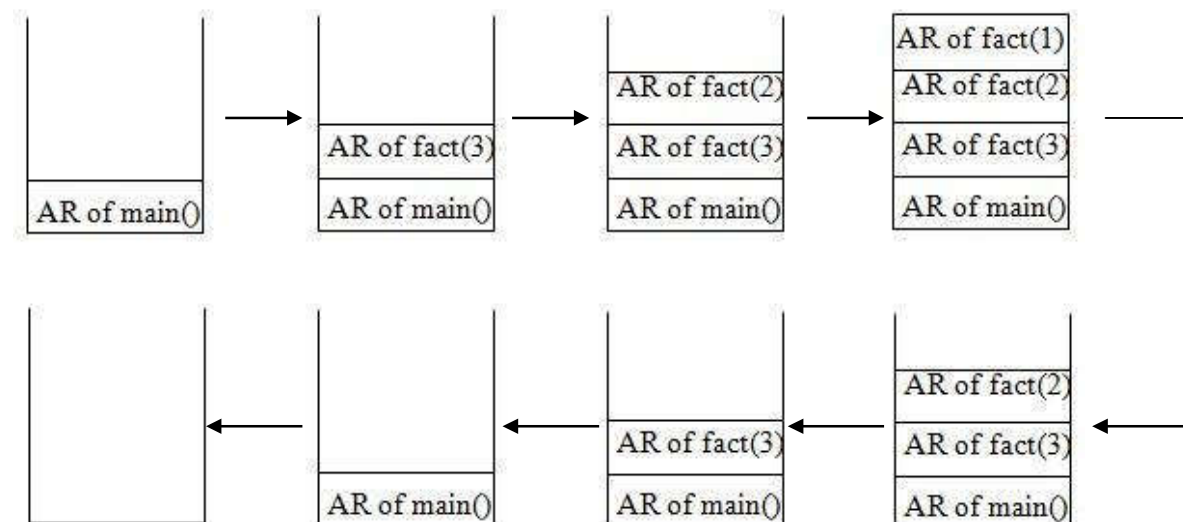 AR of main()
AR of fact(3)
AR of main()
AR of fact(2)
AR of fact(3)
AR of main()
AR of fact(1)
AR of fact(2)
AR of fact(3)
AR of main()
AR of main()
AR of fact(3)
AR of main()
AR of fact(2)
AR of fact(3)
AR of main()